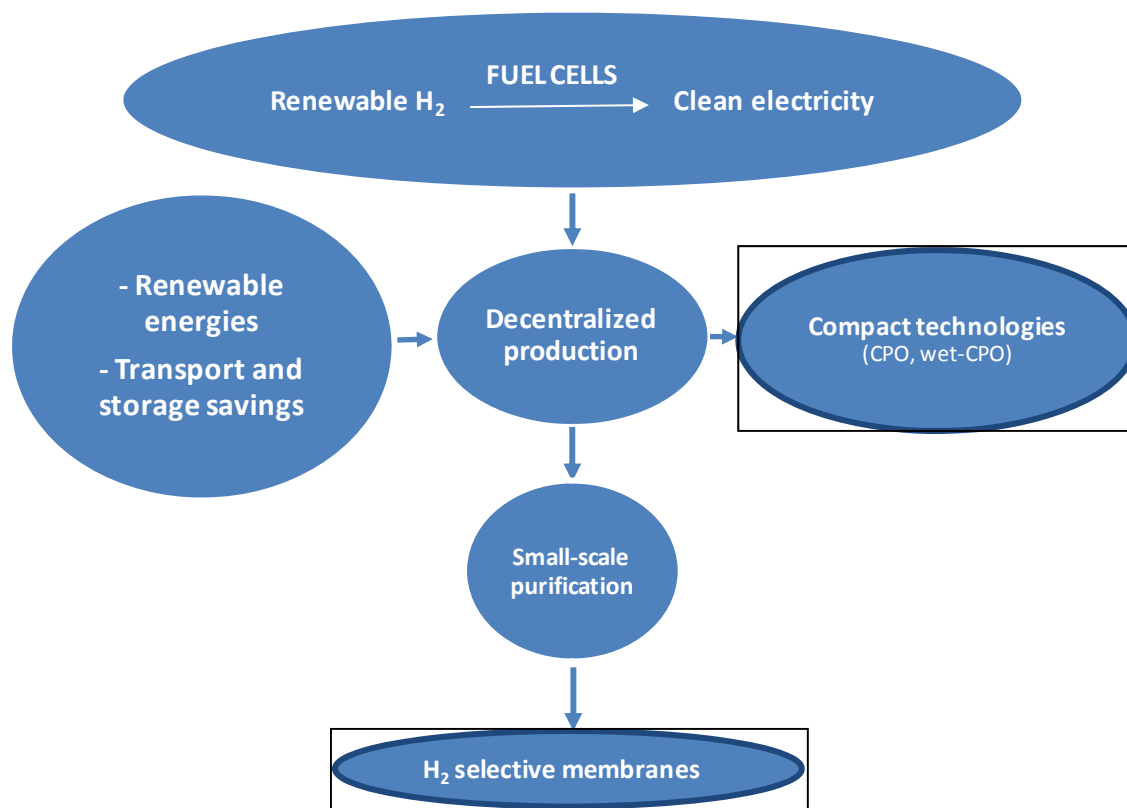 FUEL CELLS
Renewable H₂ Clean electricity
- Renewable
energies
- Transport and
storage savings
Decentralized
production
Compact technologies
(CPO, wet-CPO)
Small-scale
purification
H₂ selective membranes